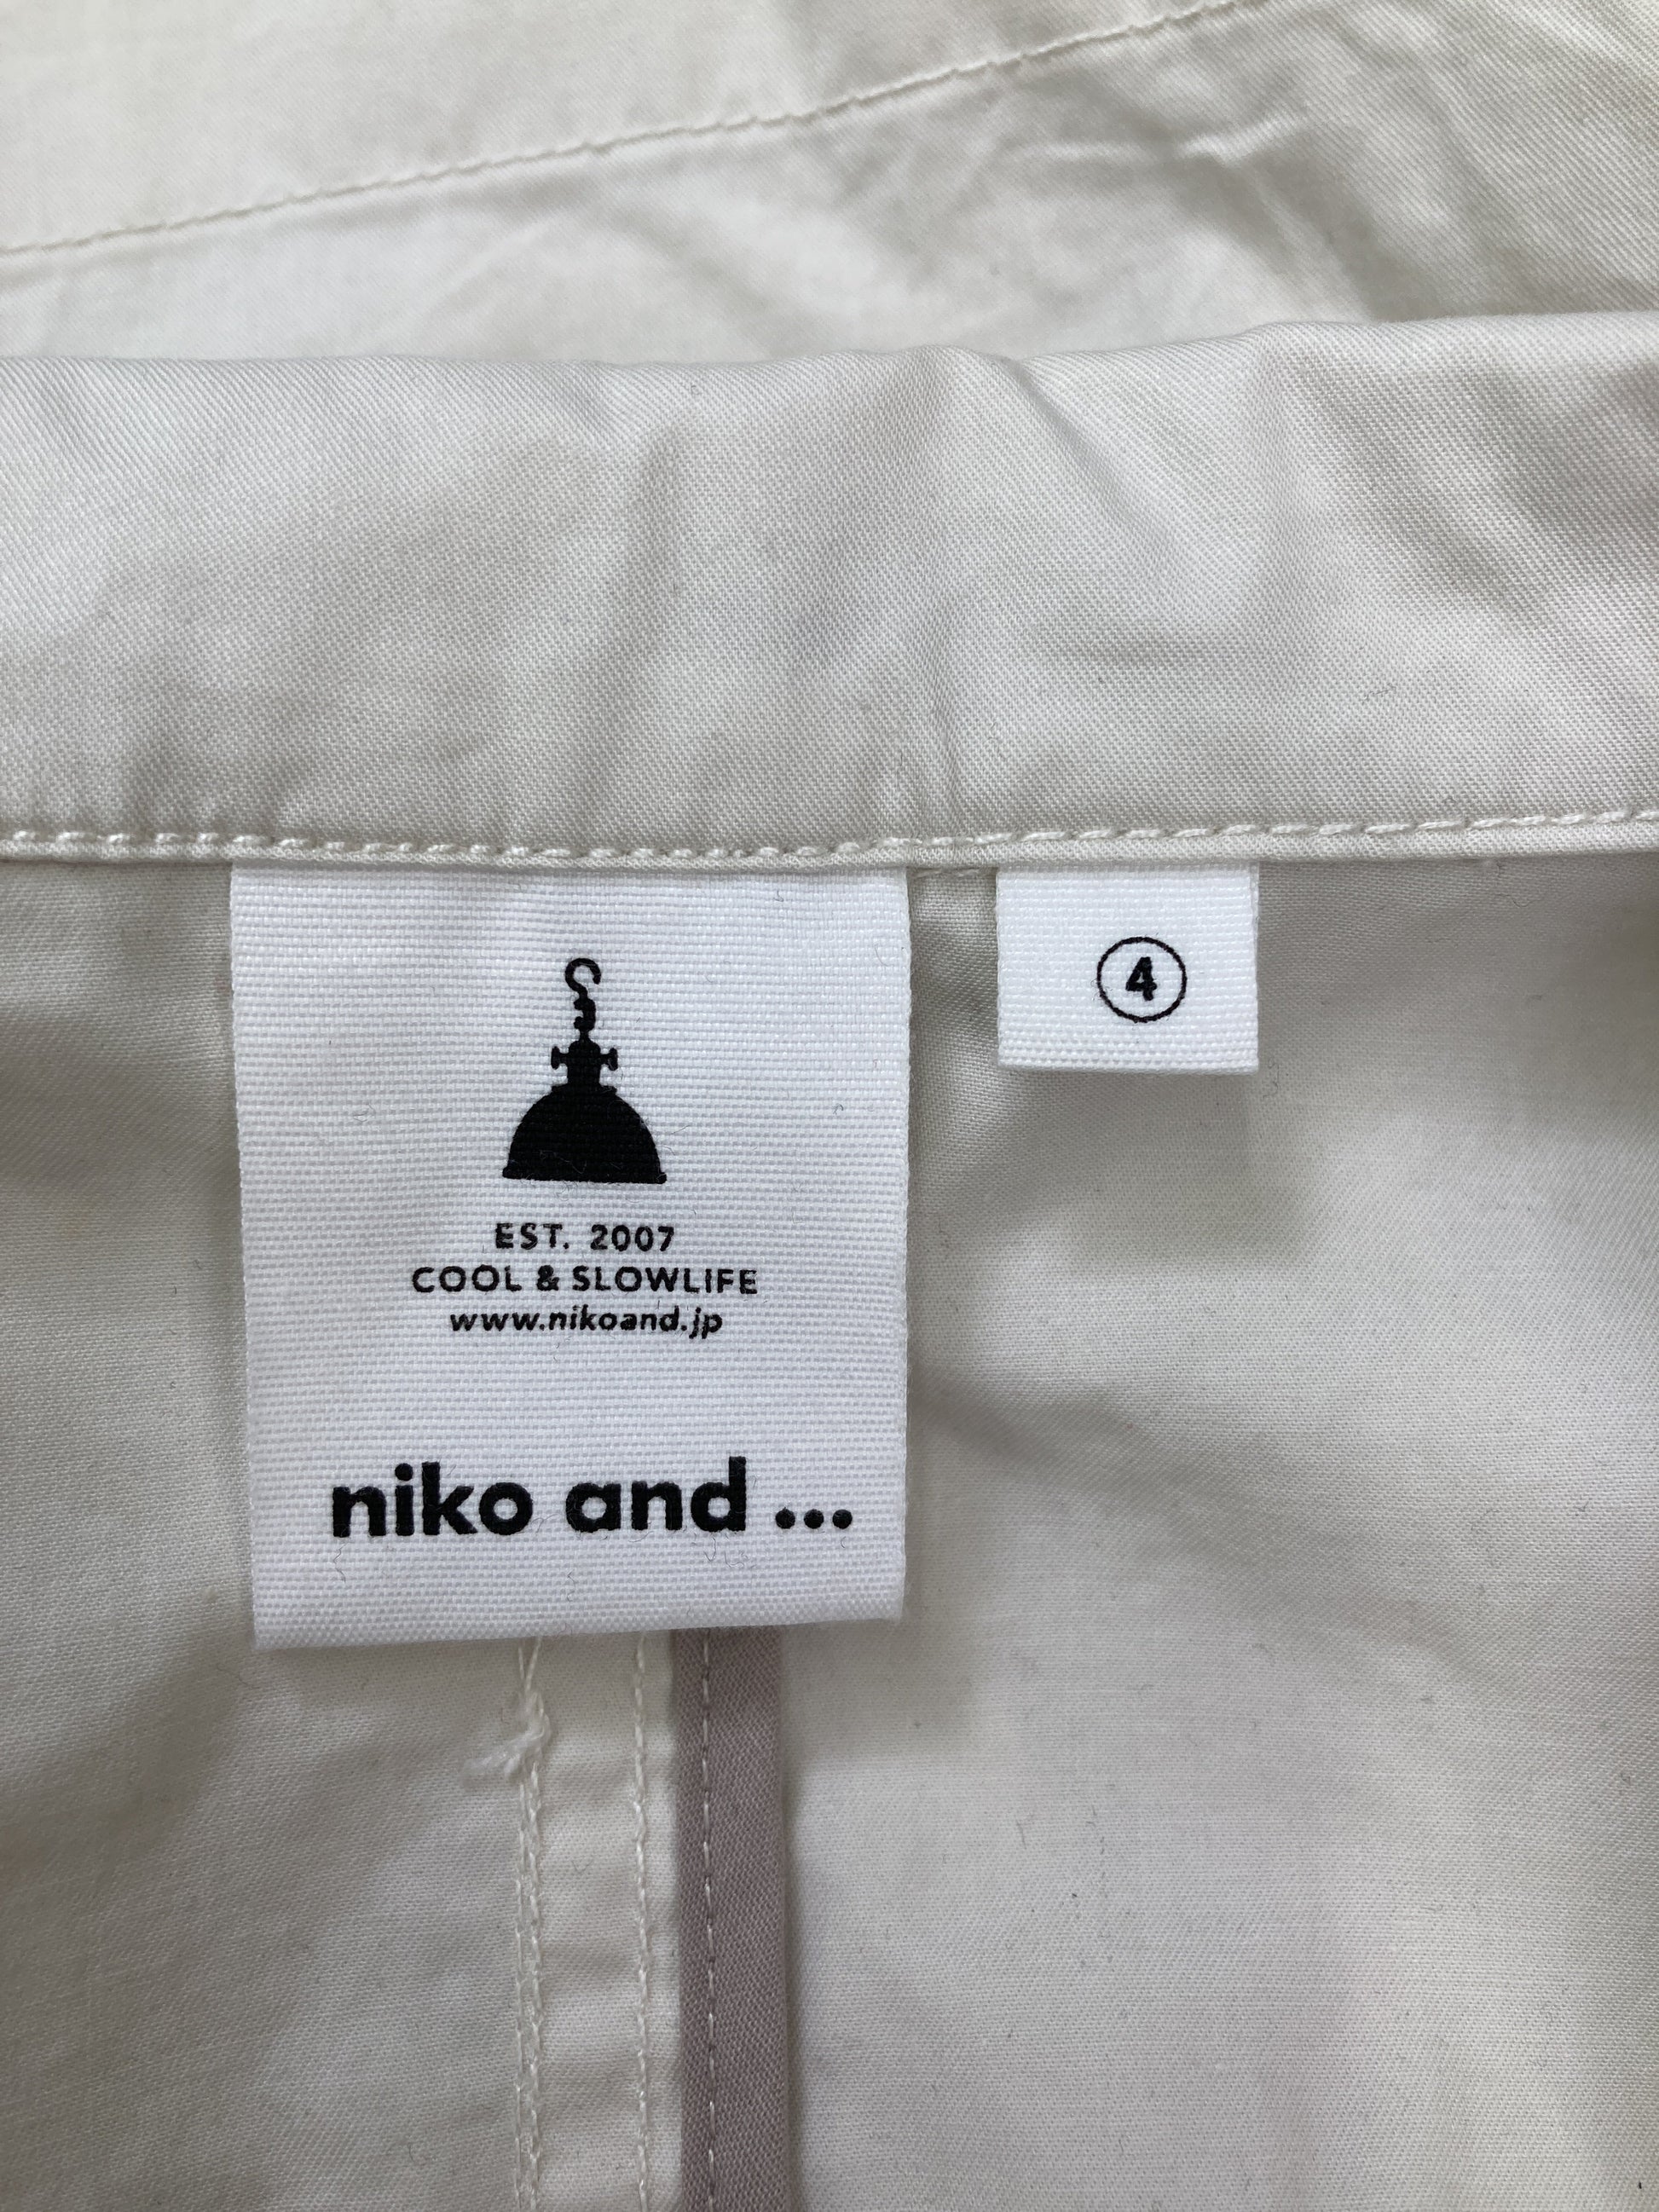 ④
EST. 2007
COOL & SLOWLIFE
www.nikoand.jp
niko and ...